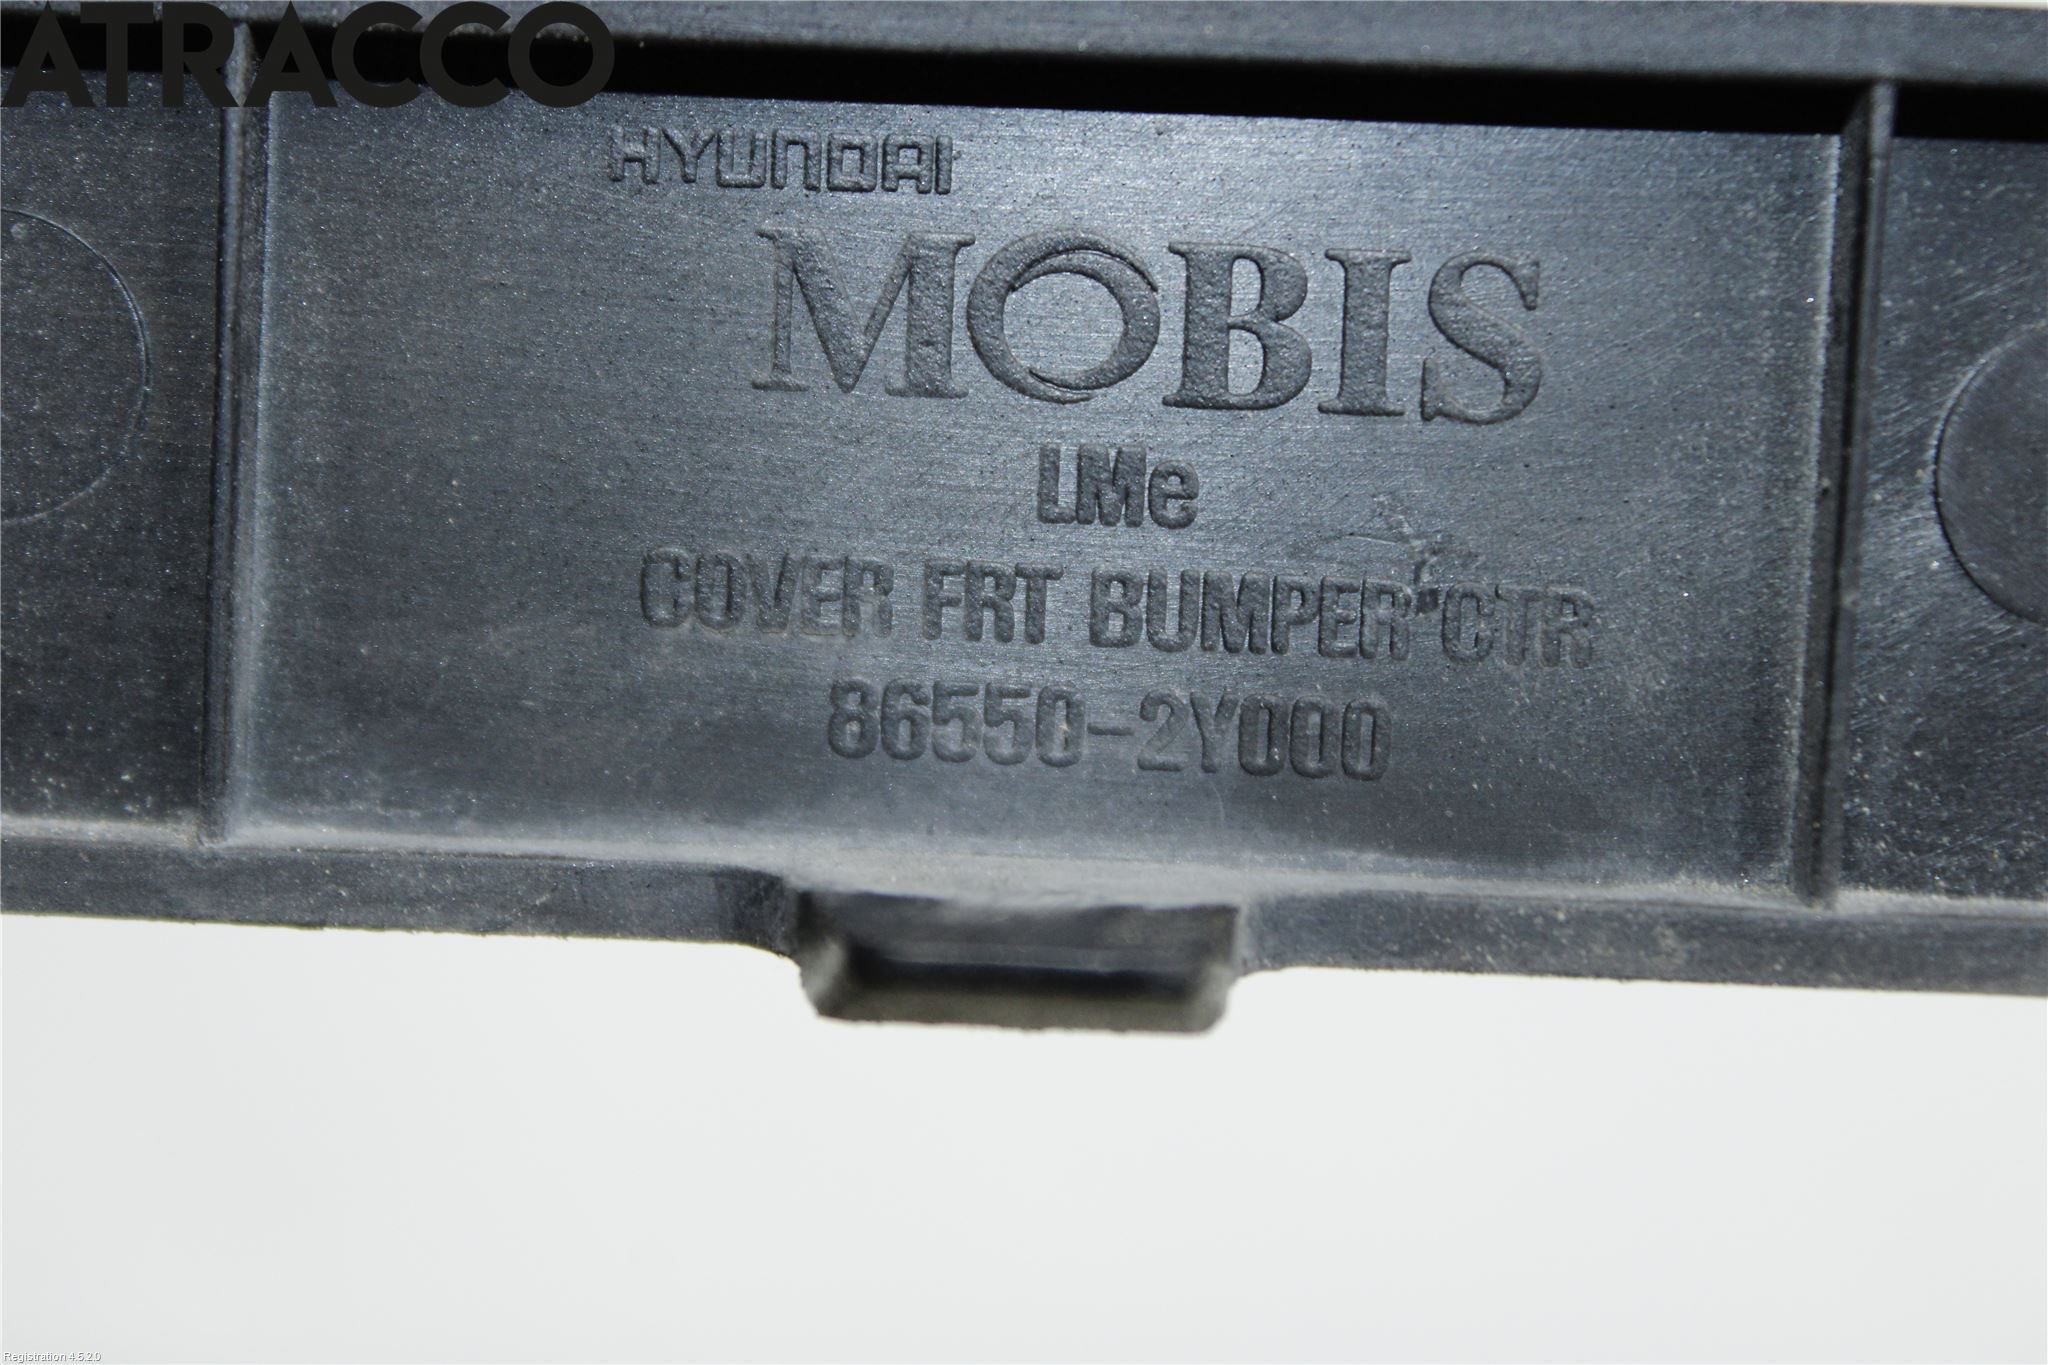 ATRACCO
HYUNDAI
MOBIS
LMe
COVER FRT BUMPER CTR
86550-2Y000
Registration 4.5.2.0